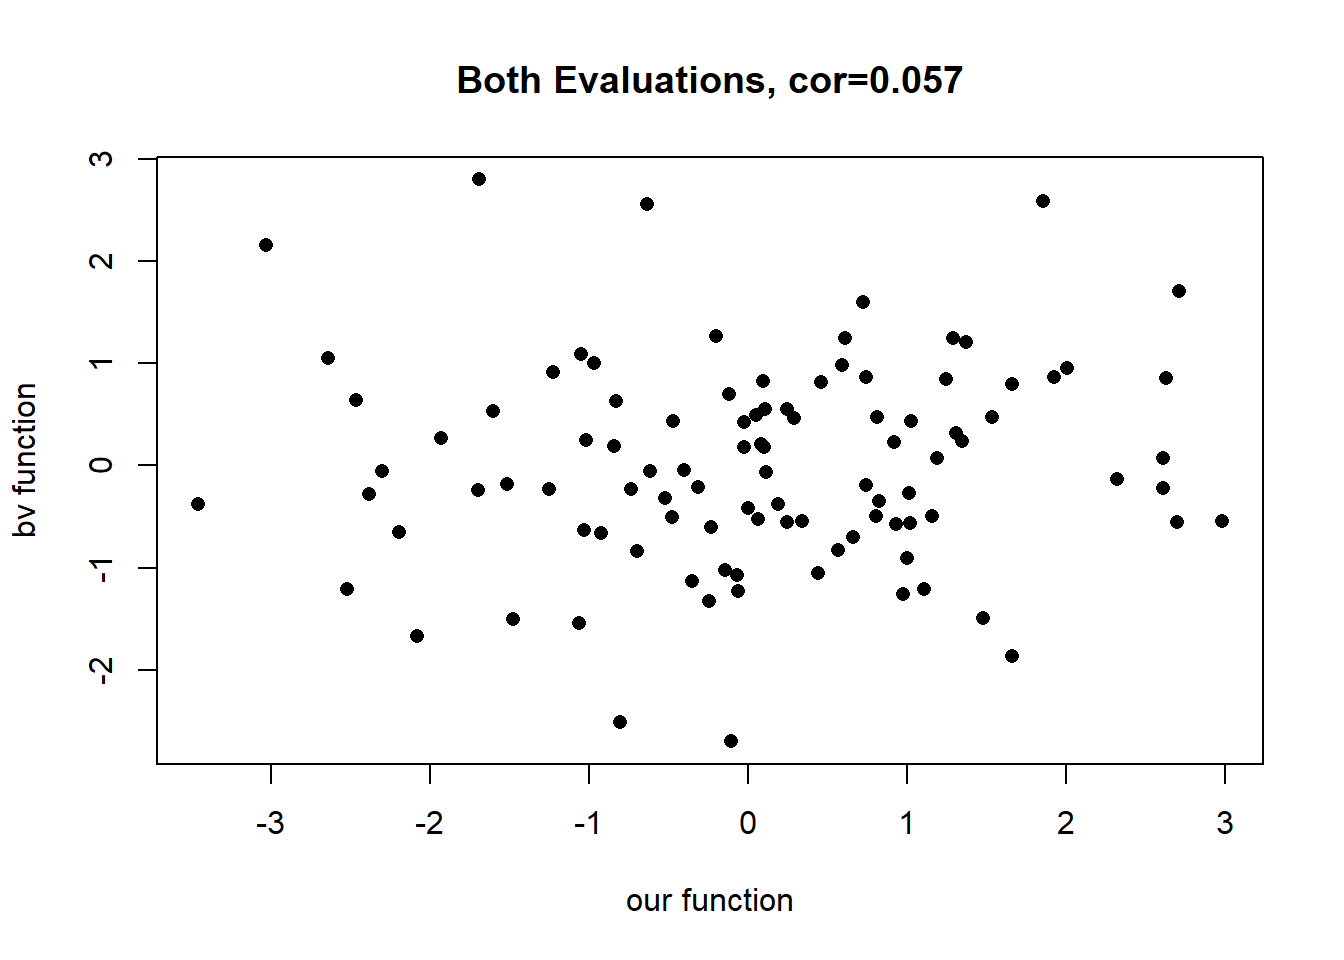 Both Evaluations, cor=0.057
3
2
1
0
-1
-2
bv function
-3 -2 -1 0 1 2 3
our function